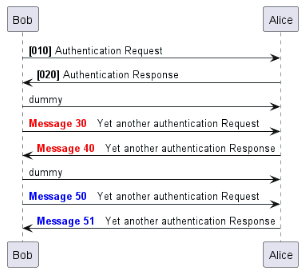 Bob Alice
[010] Authentication Request
[020] Authentication Response
dummy
Message 30 Yet another authentication Request
Message 40 Yet another authentication Response
dummy
Message 50 Yet another authentication Request
Message 51 Yet another authentication Response
Bob Alice